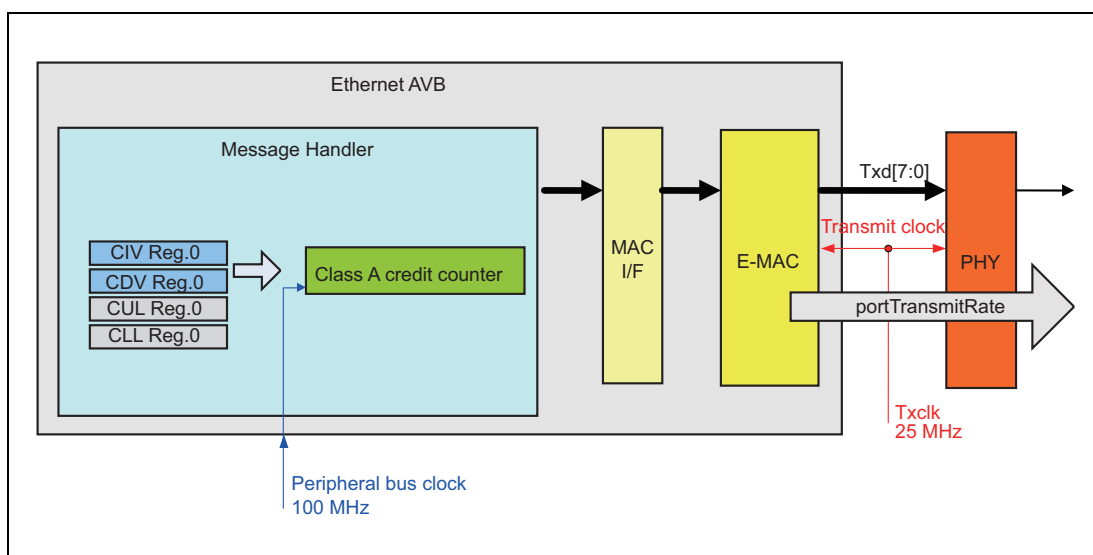 Ethernet AVB
Message Handler
CIV Reg.0
CDV Reg.0
CUL Reg.0
CLL Reg.0
Class A credit counter
MAC
I/F
E-MAC
Txd[7:0]
Transmit clock
PHY
portTransmitRate
Txclk
25 MHz
Peripheral bus clock
100 MHz